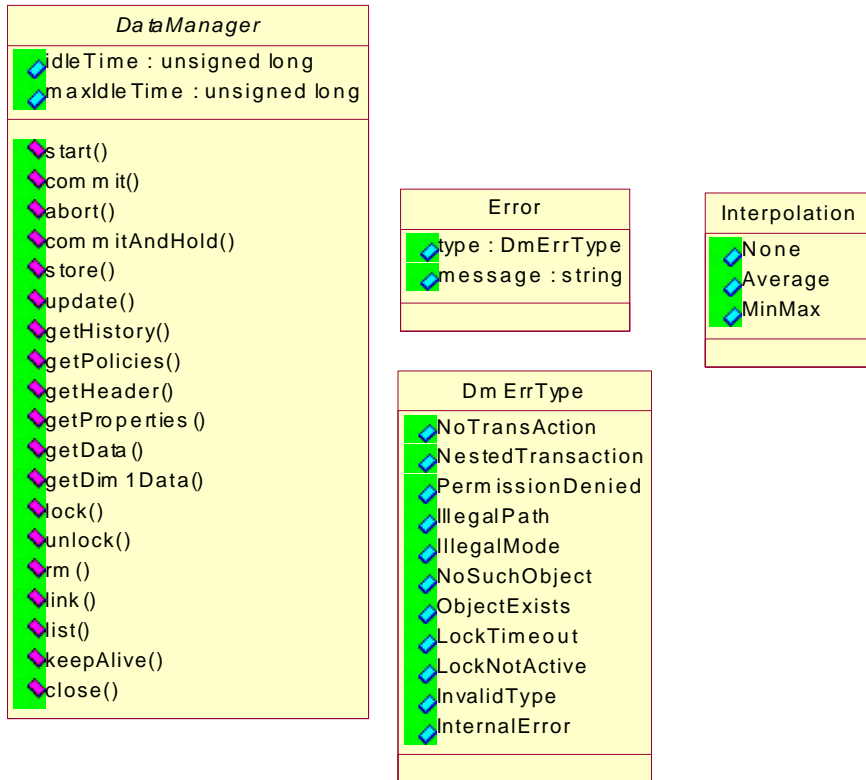 DataManager
idleTime : unsigned long
maxIdleTime : unsigned long
start()
commit()
abort()
commitAndHold()
store()
update()
getHistory()
getPolicies()
getHeader()
getProperties()
getData()
getDim1Data()
lock()
unlock()
rm()
link()
list()
keepAlive()
close()
Error
type : DmErrType
message : string
Interpolation
None
Average
MinMax
DmErrType
NoTransAction
NestedTransaction
PermissionDenied
IllegalPath
IllegalMode
NoSuchObject
ObjectExists
LockTimeout
LockNotActive
InvalidType
InternalError